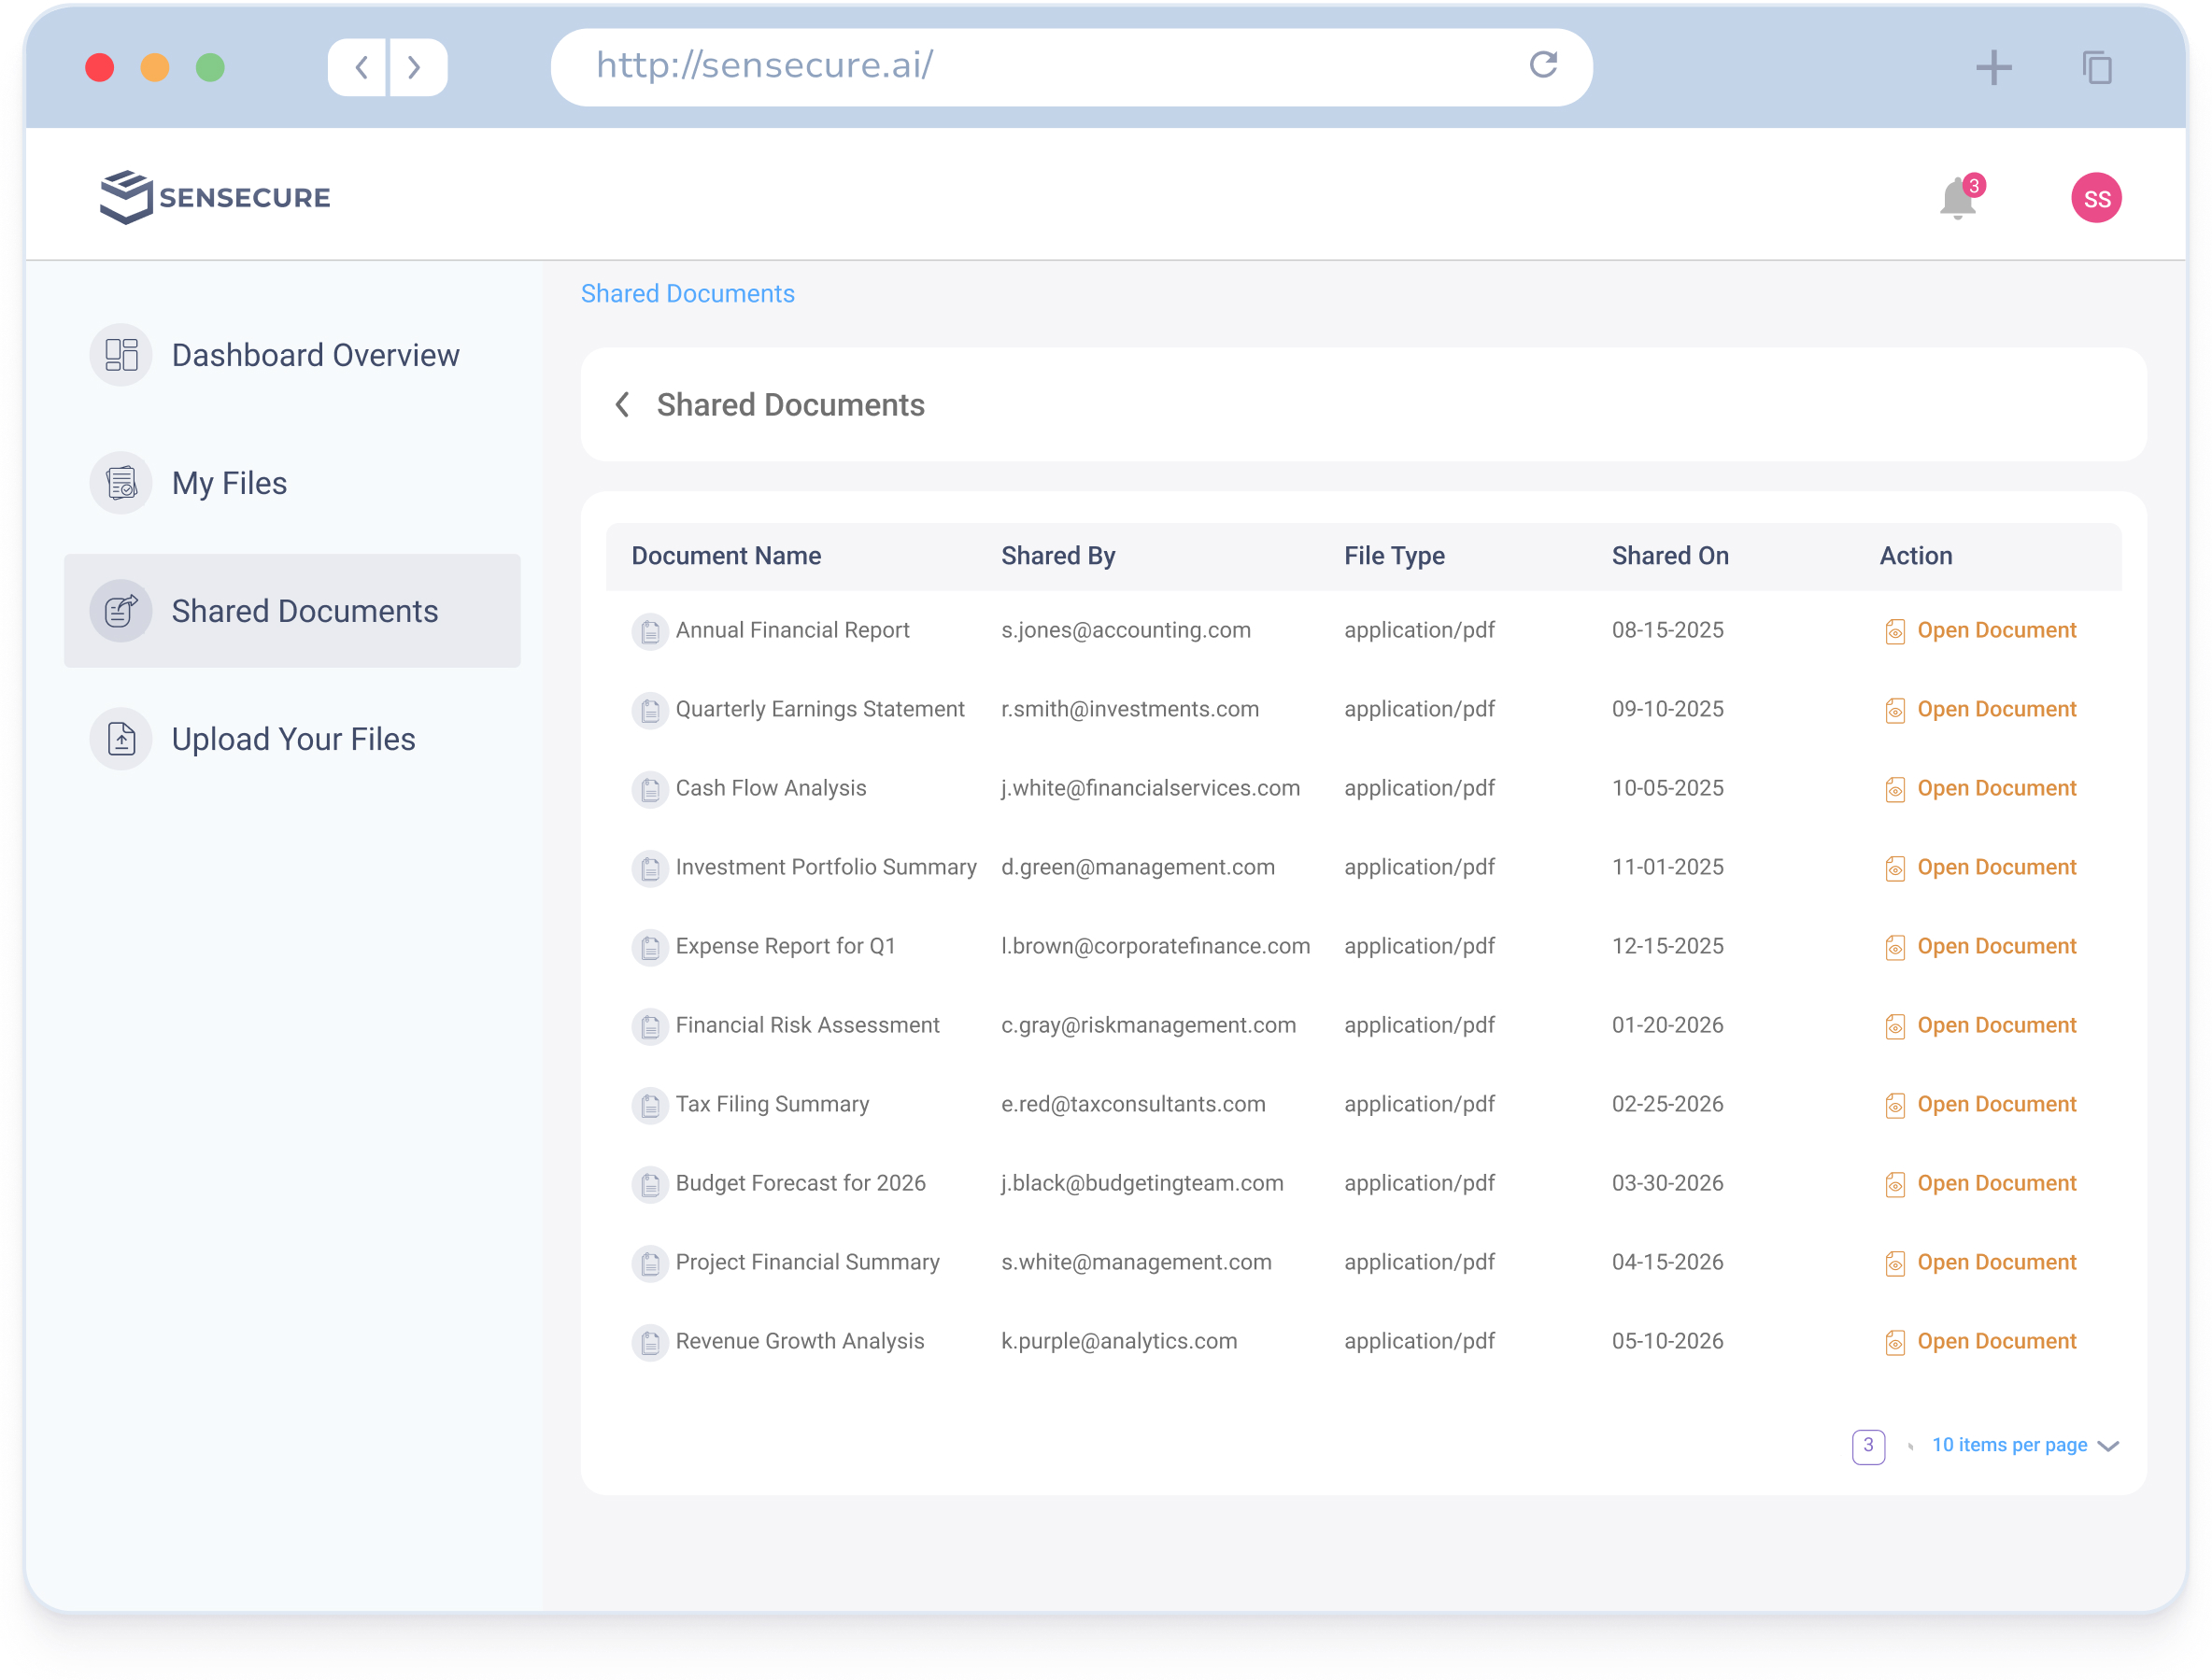 http://sensecure.ai/
SENSECURE
3
SS
Shared Documents
Dashboard Overview
My Files
Shared Documents
Upload Your Files
Shared Documents
Document Name Shared By File Type Shared On Action
Annual Financial Report s.jones@accounting.com application/pdf 08-15-2025 Open Document
Quarterly Earnings Statement r.smith@investments.com application/pdf 09-10-2025 Open Document
Cash Flow Analysis j.white@financialservices.com application/pdf 10-05-2025 Open Document
Investment Portfolio Summary d.green@management.com application/pdf 11-01-2025 Open Document
Expense Report for Q1 l.brown@corporatefinance.com application/pdf 12-15-2025 Open Document
Financial Risk Assessment c.gray@riskmanagement.com application/pdf 01-20-2026 Open Document
Tax Filing Summary e.red@taxconsultants.com application/pdf 02-25-2026 Open Document
Budget Forecast for 2026 j.black@budgetingteam.com application/pdf 03-30-2026 Open Document
Project Financial Summary s.white@management.com application/pdf 04-15-2026 Open Document
Revenue Growth Analysis k.purple@analytics.com application/pdf 05-10-2026 Open Document
3 10 items per page